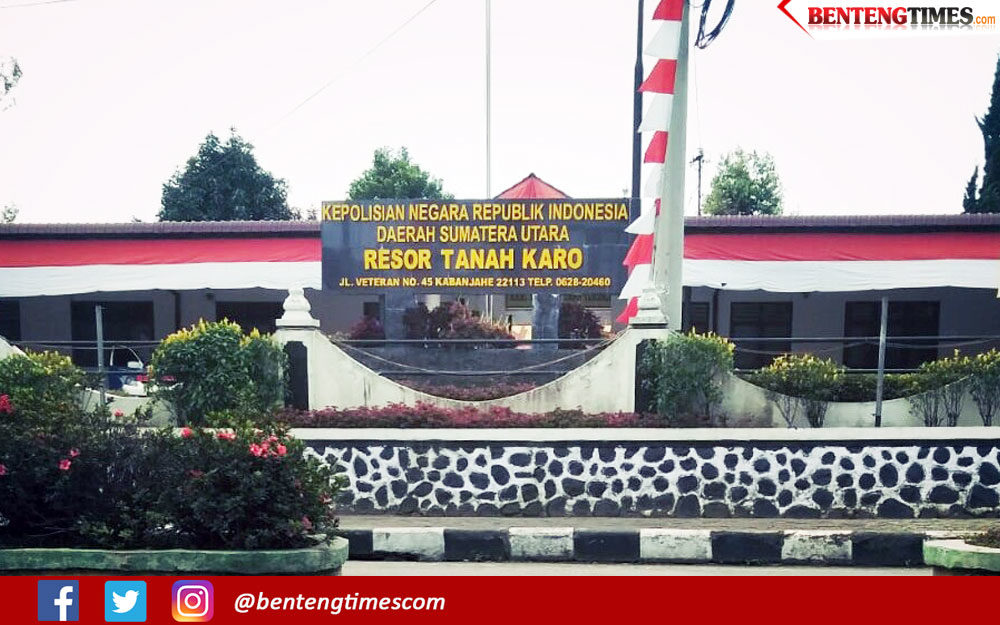 BENTENGTIMES.com
KEPOLISIAN NEGARA REPUBLIK INDONESIA
DAERAH SUMATERA UTARA
RESOR TANAH KARO
JL. VETERAN NO. 45 KABANJAHE 22113 TELP. 0628-20460
@bentengtimescom